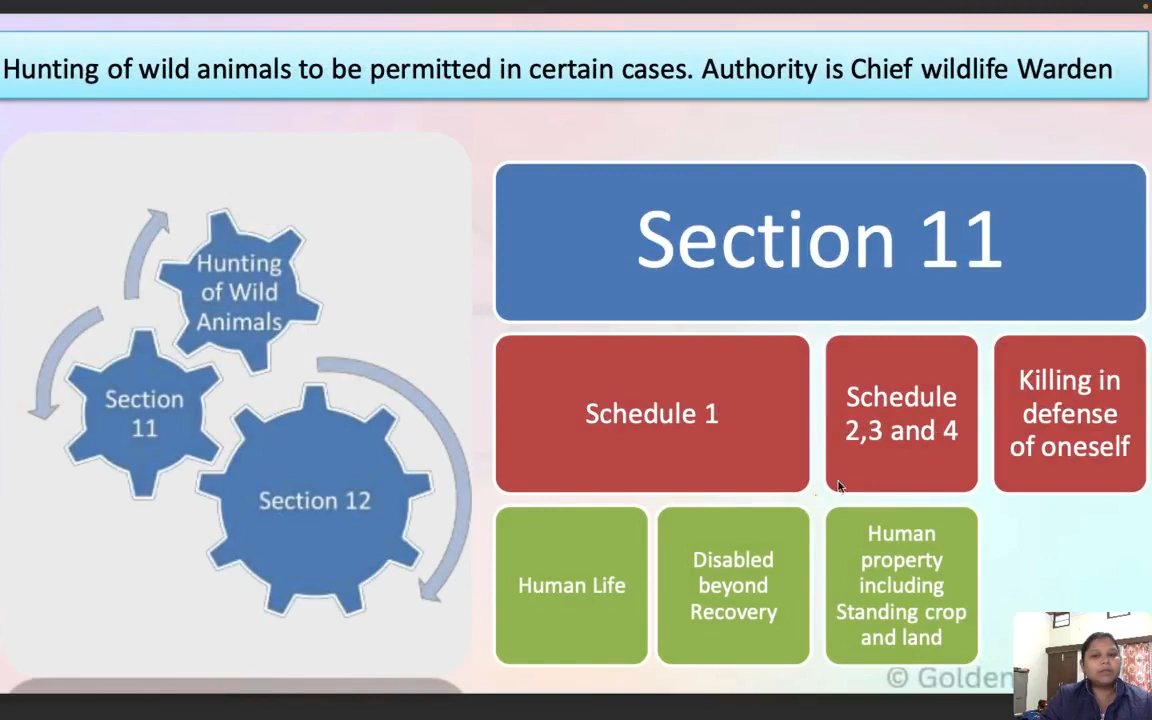 Hunting of wild animals to be permitted in certain cases. Authority is Chief wildlife Warden
Hunting
of Wild
Animals
Section
11
Section 12
Section 11
Schedule 1
Schedule
2,3 and 4
Killing in
defense
of oneself
Human Life
Disabled
beyond
Recovery
Human
property
including
Standing crop
and land
© Golden